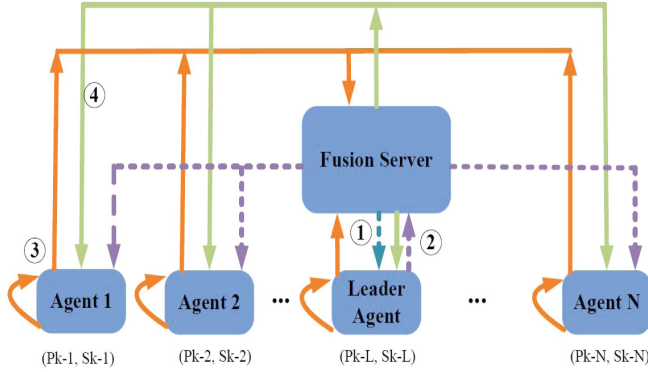 ④
Fusion Server
① ②
③
Agent 1
Agent 2
...
Leader
Agent
...
Agent N
(Pk-1, Sk-1)
(Pk-2, Sk-2)
(Pk-L, Sk-L)
(Pk-N, Sk-N)